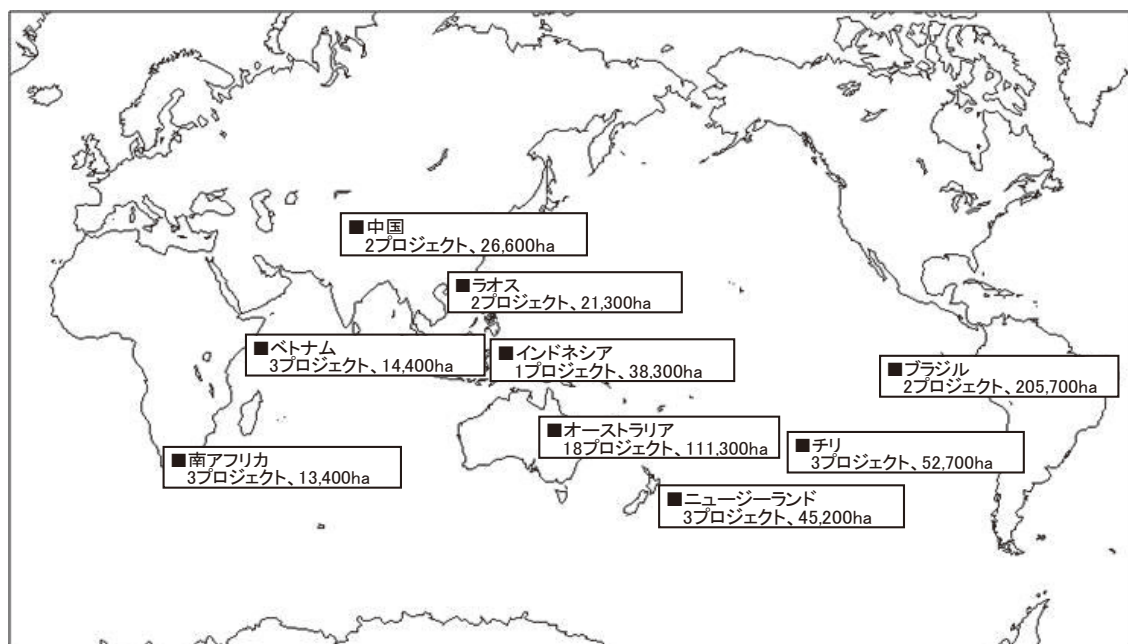 ■中国
2プロジェクト、26,600ha
■ラオス
2プロジェクト、21,300ha
■ベトナム
3プロジェクト、14,400ha
■インドネシア
1プロジェクト、38,300ha
■ブラジル
2プロジェクト、205,700ha
■オーストラリア
18プロジェクト、111,300ha
■チリ
3プロジェクト、52,700ha
■南アフリカ
3プロジェクト、13,400ha
■ニュージーランド
3プロジェクト、45,200ha